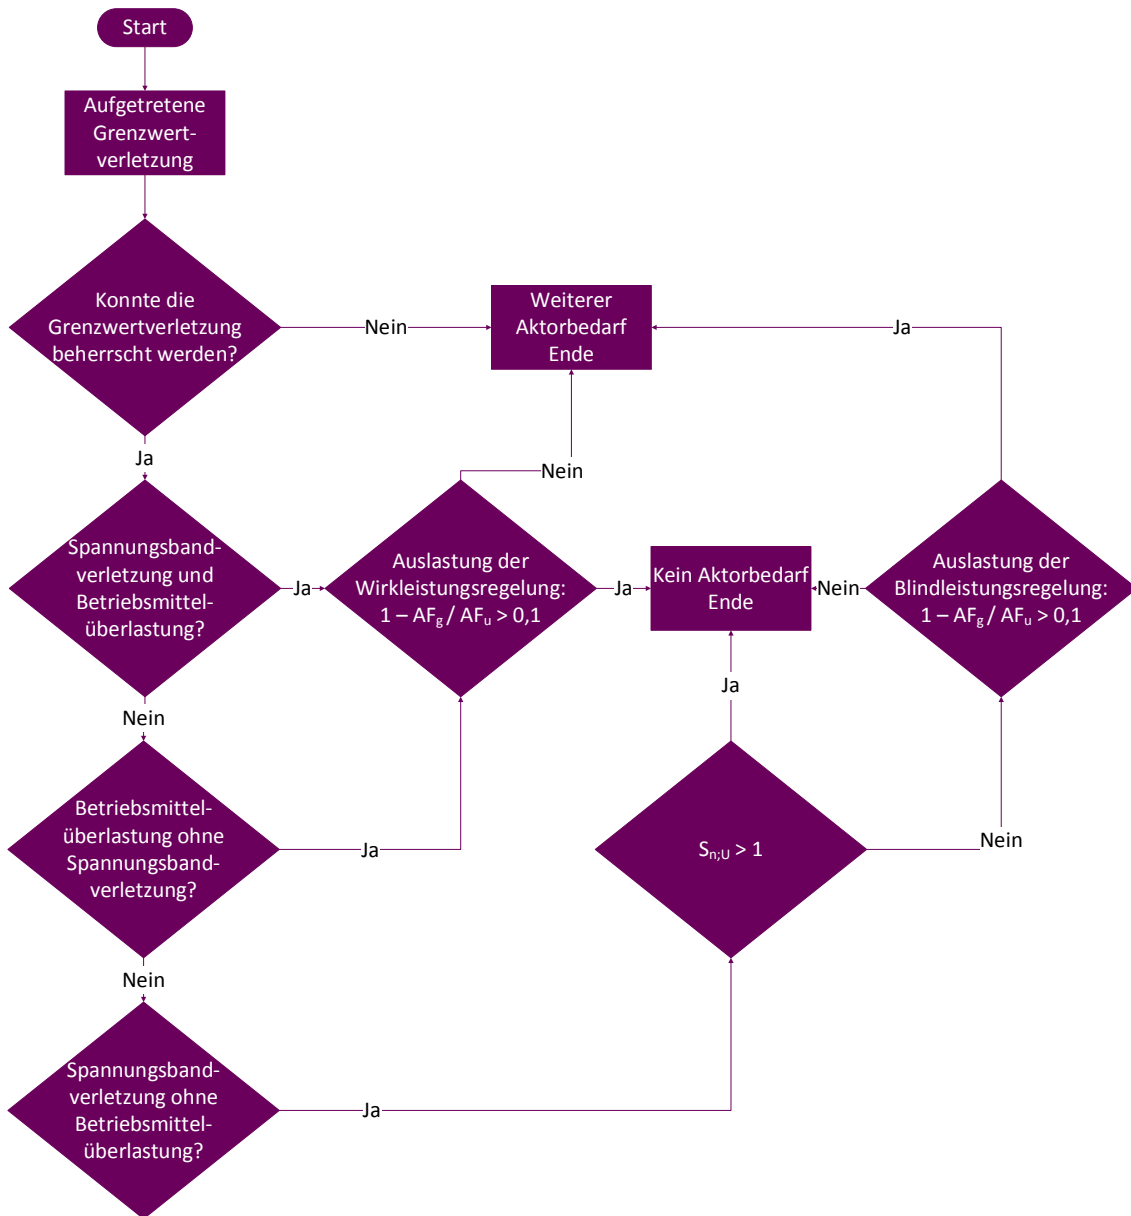 Start
Aufgetretene
Grenzwert-
verletzung
Konnte die
Grenzwertverletzung
beherrscht werden?
Nein
Weiterer
Aktorbedarf
Ende
Ja
Ja
Nein
Spannungsband-
verletzung und
Betriebsmittel-
überlastung?
Ja
Auslastung der
Wirkleistungsregelung:
1 – AFg / AFu > 0,1
Ja
Kein Aktorbedarf
Ende
Nein
Auslastung der
Blindleistungsregelung:
1 – AFg / AFu > 0,1
Nein
Ja
Betriebsmittel-
überlastung ohne
Spannungsband-
verletzung?
Ja
Sn;U > 1
Nein
Nein
Spannungsband-
verletzung ohne
Betriebsmittel-
überlastung?
Ja